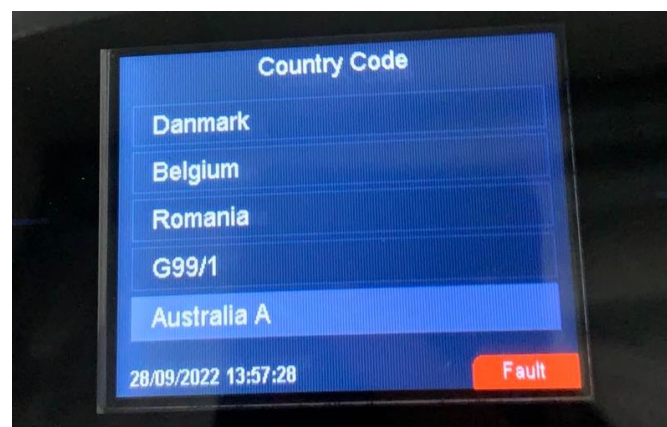 Country Code
Danmark
Belgium
Romania
G99/1
Australia A
28/09/2022 13:57:28 Fault